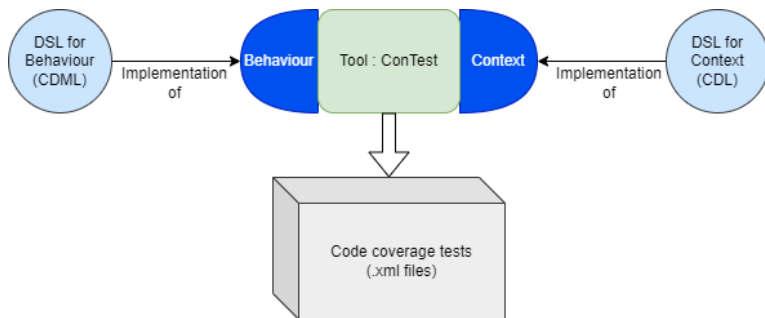 DSL for
Behaviour
(CDML)
Implementation
of
Behaviour
Tool : ConTest
Context
Implementation
of
DSL for
Context
(CDL)
Code coverage tests
(.xml files)